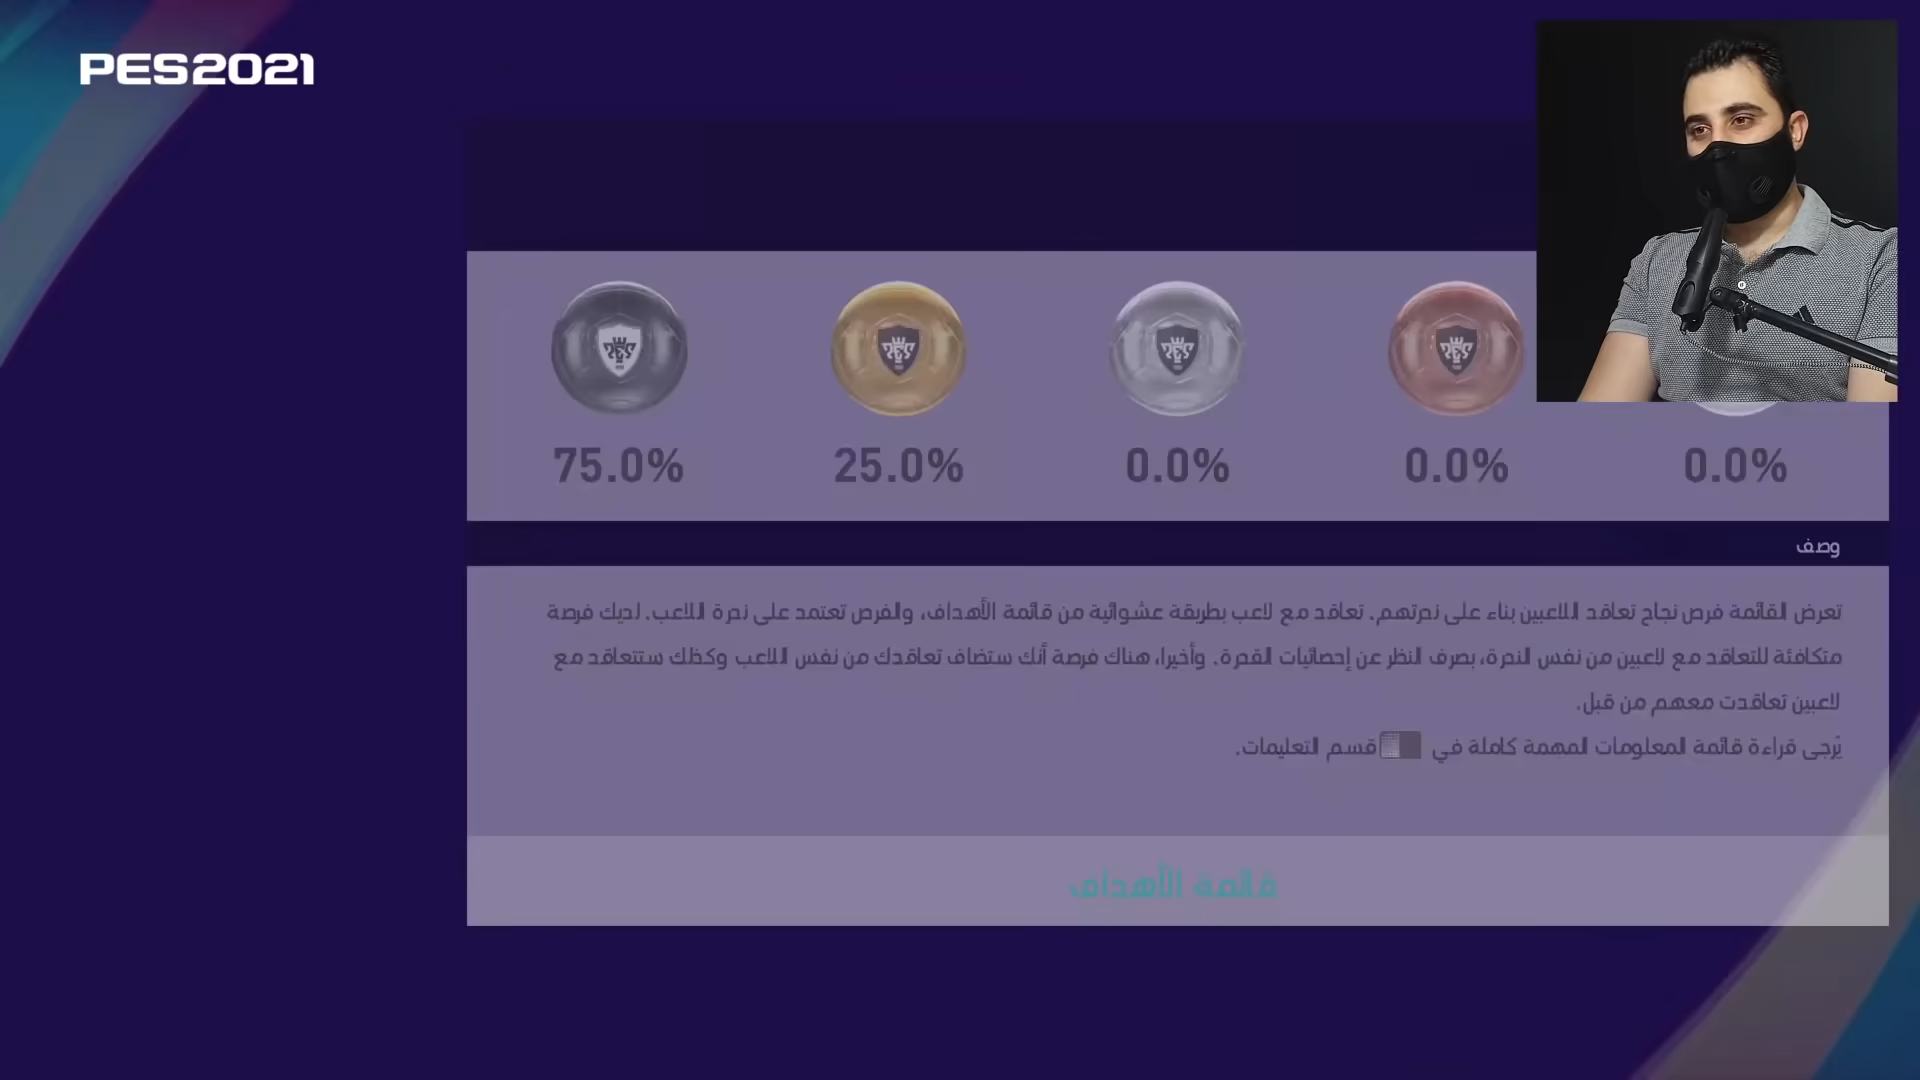 PES2021
75.0% 25.0% 0.0% 0.0% 0.0%
وصف
تعرض القائمة فرص نجاح تعاقد اللاعبين بناء على ندرتهم. تعاقد مع لاعب بطريقة عشوائية من قائمة الأهداف، والفرص تعتمد على ندرة اللاعب. لديك فرصة
متكافئة للتعاقد مع لاعبين من نفس الندرة، بصرف النظر عن إحصائيات القدرة. وأخيرا، هناك فرصة أنك ستضاف تعاقدك من نفس اللاعب وكذلك ستتعاقد مع
لاعبين تعاقدت معهم من قبل.
يُرجى قراءة قائمة المعلومات المهمة كاملة في قسم التعليمات.
قائمة الأهداف